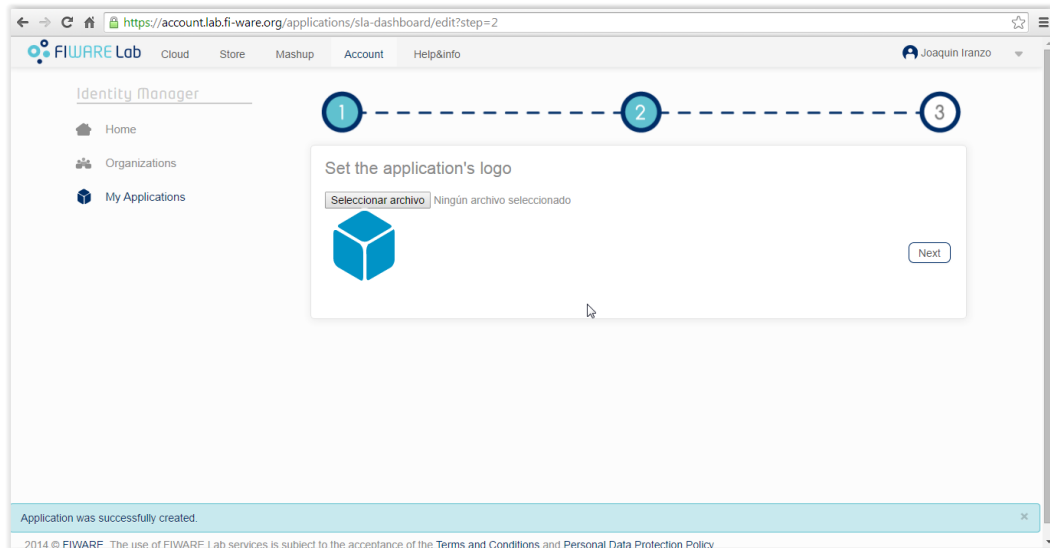 https://account.lab.fi-ware.org/applications/sla-dashboard/edit?step=2
FIWARE Lab Cloud Store Mashup Account Help&info Joaquin Iranzo
Identity Manager
1 2 3
Home
Organizations
My Applications
Set the application's logo
Seleccionar archivo Ningún archivo seleccionado
Next
Application was successfully created. ×
2014 © FIWARE. The use of FIWARE Lab services is subject to the acceptance of the Terms and Conditions and Personal Data Protection Policy